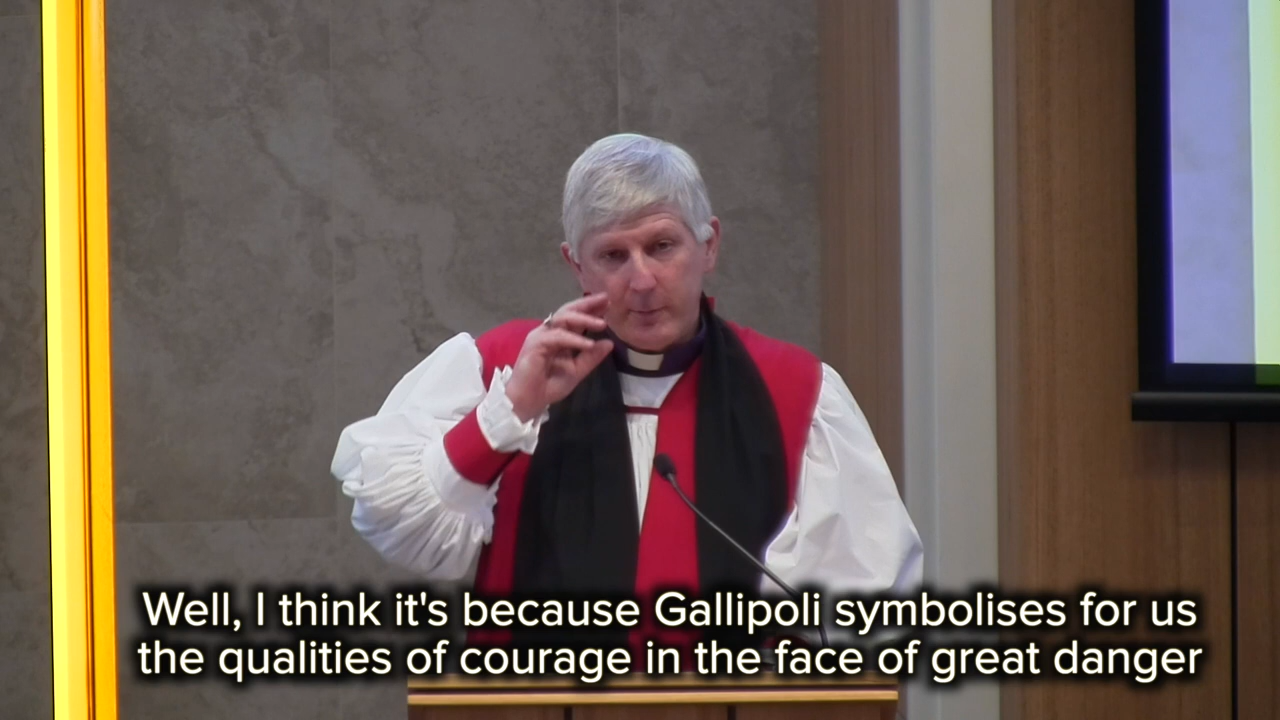 Well, I think it's because Gallipoli symbolises for us
the qualities of courage in the face of great danger